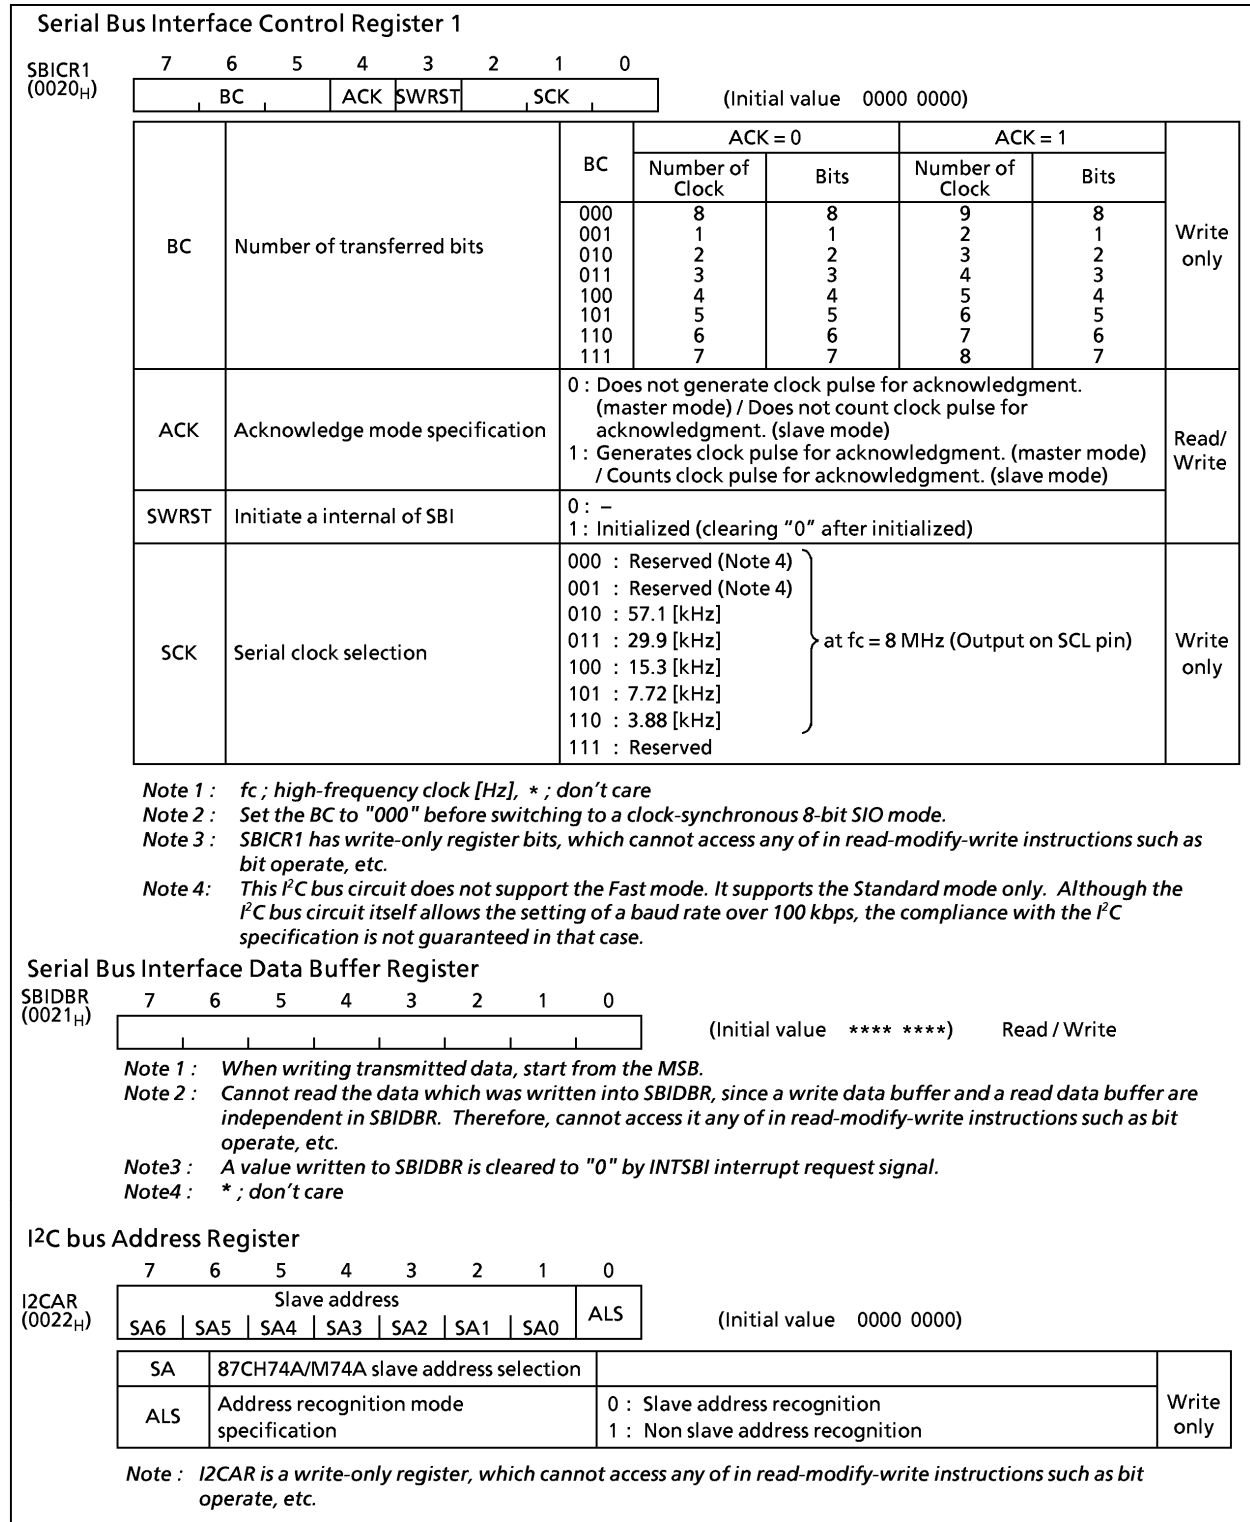 Serial Bus Interface Control Register 1
SBICR1
(0020H)
7 6 5 4 3 2 1 0
BC ACK SWRST SCK
(Initial value 0000 0000)
BC Number of transferred bits
BC ACK = 0 ACK = 1
Number of Clock Bits Number of Clock Bits
000 8 8 9 8
001 1 1 2 1
010 2 2 3 2
011 3 3 4 3
100 4 4 5 4
101 5 5 6 5
110 6 6 7 6
111 7 7 8 7
Write
only
ACK Acknowledge mode specification
0 : Does not generate clock pulse for acknowledgment.
(master mode) / Does not count clock pulse for
acknowledgment. (slave mode)
1 : Generates clock pulse for acknowledgment. (master mode)
/ Counts clock pulse for acknowledgment. (slave mode)
Read/
Write
SWRST Initiate a internal of SBI
0 : –
1 : Initialized (clearing “0” after initialized)
SCK Serial clock selection
000 : Reserved (Note 4)
001 : Reserved (Note 4)
010 : 57.1 [kHz]
011 : 29.9 [kHz]
100 : 15.3 [kHz]
101 : 7.72 [kHz]
110 : 3.88 [kHz]
111 : Reserved
at fc = 8 MHz (Output on SCL pin)
Write
only
Note 1 : fc ; high-frequency clock [Hz], * ; don’t care
Note 2 : Set the BC to "000" before switching to a clock-synchronous 8-bit SIO mode.
Note 3 : SBICR1 has write-only register bits, which cannot access any of in read-modify-write instructions such as
bit operate, etc.
Note 4: This I²C bus circuit does not support the Fast mode. It supports the Standard mode only. Although the
I²C bus circuit itself allows the setting of a baud rate over 100 kbps, the compliance with the I²C
specification is not guaranteed in that case.
Serial Bus Interface Data Buffer Register
SBIDBR
(0021H)
7 6 5 4 3 2 1 0
(Initial value **** ****) Read / Write
Note 1 : When writing transmitted data, start from the MSB.
Note 2 : Cannot read the data which was written into SBIDBR, since a write data buffer and a read data buffer are
independent in SBIDBR. Therefore, cannot access it any of in read-modify-write instructions such as bit
operate, etc.
Note3 : A value written to SBIDBR is cleared to "0" by INTSBI interrupt request signal.
Note4 : * ; don’t care
I²C bus Address Register
7 6 5 4 3 2 1 0
I2CAR
(0022H)
Slave address
SA6 SA5 SA4 SA3 SA2 SA1 SA0 ALS
(Initial value 0000 0000)
SA 87CH74A/M74A slave address selection
ALS Address recognition mode
specification
0 : Slave address recognition
1 : Non slave address recognition
Write
only
Note : I2CAR is a write-only register, which cannot access any of in read-modify-write instructions such as bit
operate, etc.